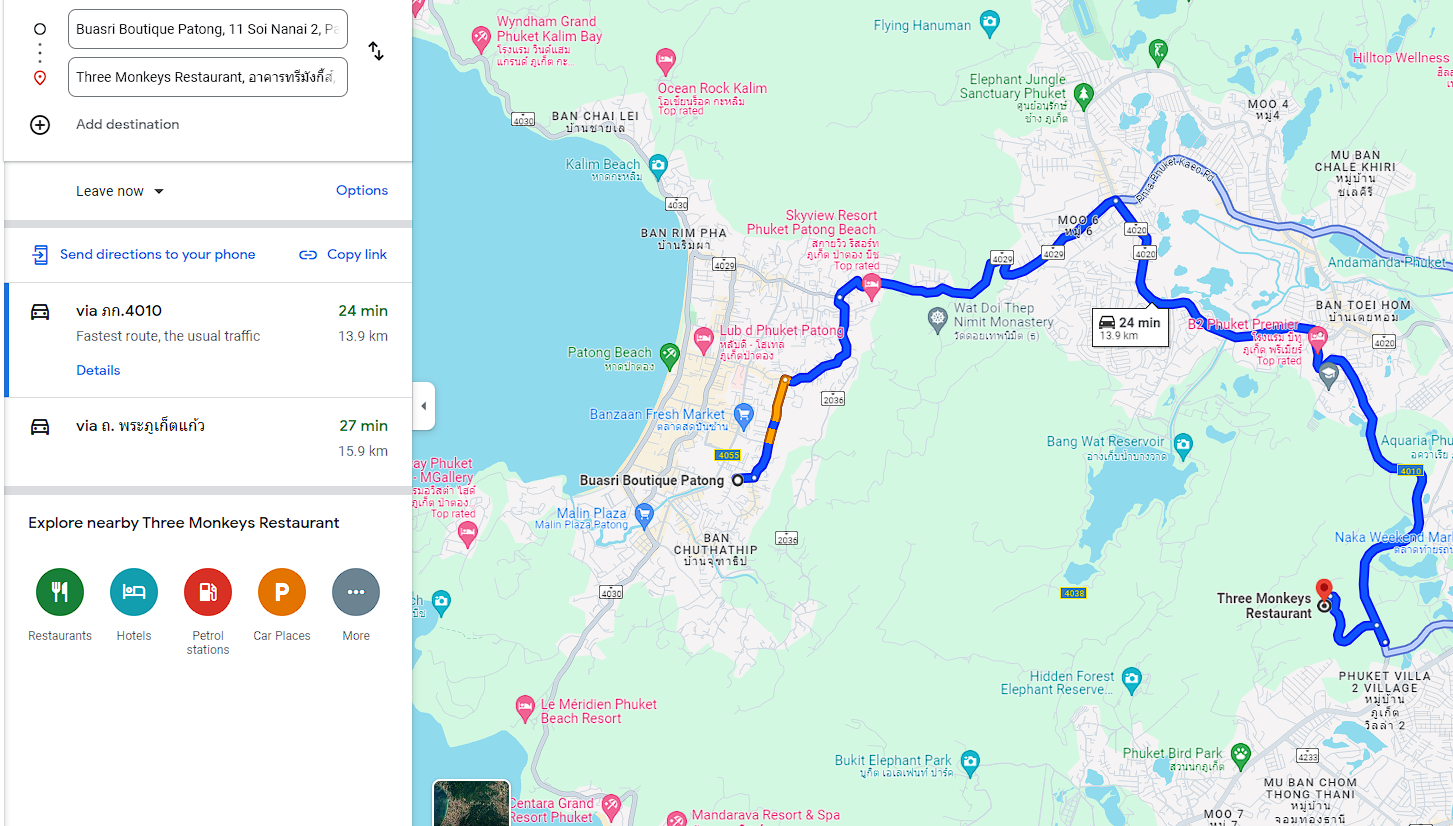 Buasri Boutique Patong, 11 Soi Nanai 2, Pa
Three Monkeys Restaurant, อาคารทรีมังกี้ส์,
Add destination
Leave now
Options
Send directions to your phone
Copy link
via ภก.4010
24 min
Fastest route, the usual traffic
13.9 km
Details
via ถ. พระภูเก็ตแก้ว
27 min
15.9 km
Explore nearby Three Monkeys Restaurant
Restaurants
Hotels
Petrol
stations
Car Places
More
Wyndham Grand
Phuket Kalim Bay
โรงแรม วินด์แฮม
แกรนด์ ภูเก็ต กะ...
Flying Hanuman
Ocean Rock Kalim
โอเชี่ยนร็อค กะหลิม
Top rated
Elephant Jungle
Sanctuary Phuket
ศูนย์อนุรักษ์
ช้าง ภูเก็ต
Hilltop Wellness
4030
BAN CHAI LEI
บ้านชายเล
MOO 4
หมู่4
Kalim Beach
หาดกะหลิม
MU BAN
CHALE KHIRI
หมู่บ้าน
ชเลคีรี
Phra Phuket Kaeo Rd
4030
Skyview Resort
Phuket Patong Beach
สกายวิว รีสอร์ท
ภูเก็ต ป่าตอง บีช
Top rated
MOO 6
หมู่ 6
4020
BAN RIM PHA
บ้านริมผา
4029
4029
4029
4020
Andamanda Phuket
Wat Doi Thep
Nimit Monastery
วัดดอยเทพนิมิต (ธ)
24 min
13.9 km
BAN TOEI HOM
บ้านเตยหอม
B2 Phuket Premier
โรงแรม บีทู
ภูเก็ต พรีเมียร์
Top rated
4020
Lub d Phuket Patong
หลับดี - โฮเทล
ภูเก็ตป่าตอง
Patong Beach
หาดป่าตอง
2036
Banzaan Fresh Market
ตลาดสดบันซ้าน
4055
Bang Wat Reservoir
อ่างเก็บน้ำบางวาด
Aquaria Phu
4010
ay Phuket
- MGallery
Top rated
Buasri Boutique Patong
Malin Plaza
Malin Plaza Patong
BAN
CHUTHATHIP
บ้านจุฑาธิป
2036
Naka Weekend Mar
4030
4038
Three Monkeys
Restaurant
Hidden Forest
Elephant Reserve...
PHUKET VILLA
2 VILLAGE
หมู่บ้าน
ภูเก็ต
วิลล่า 2
Le Méridien Phuket
Beach Resort
Phuket Bird Park
สวนนกภูเก็ต
4233
Bukit Elephant Park
บูกิต เอเลเฟนท์ ปาร์ค
MU BAN CHOM
THONG THANI
หมู่บ้าน
จอมทองธานี
Centara Grand
Resort Phuket
Mandarava Resort & Spa
MOO 7